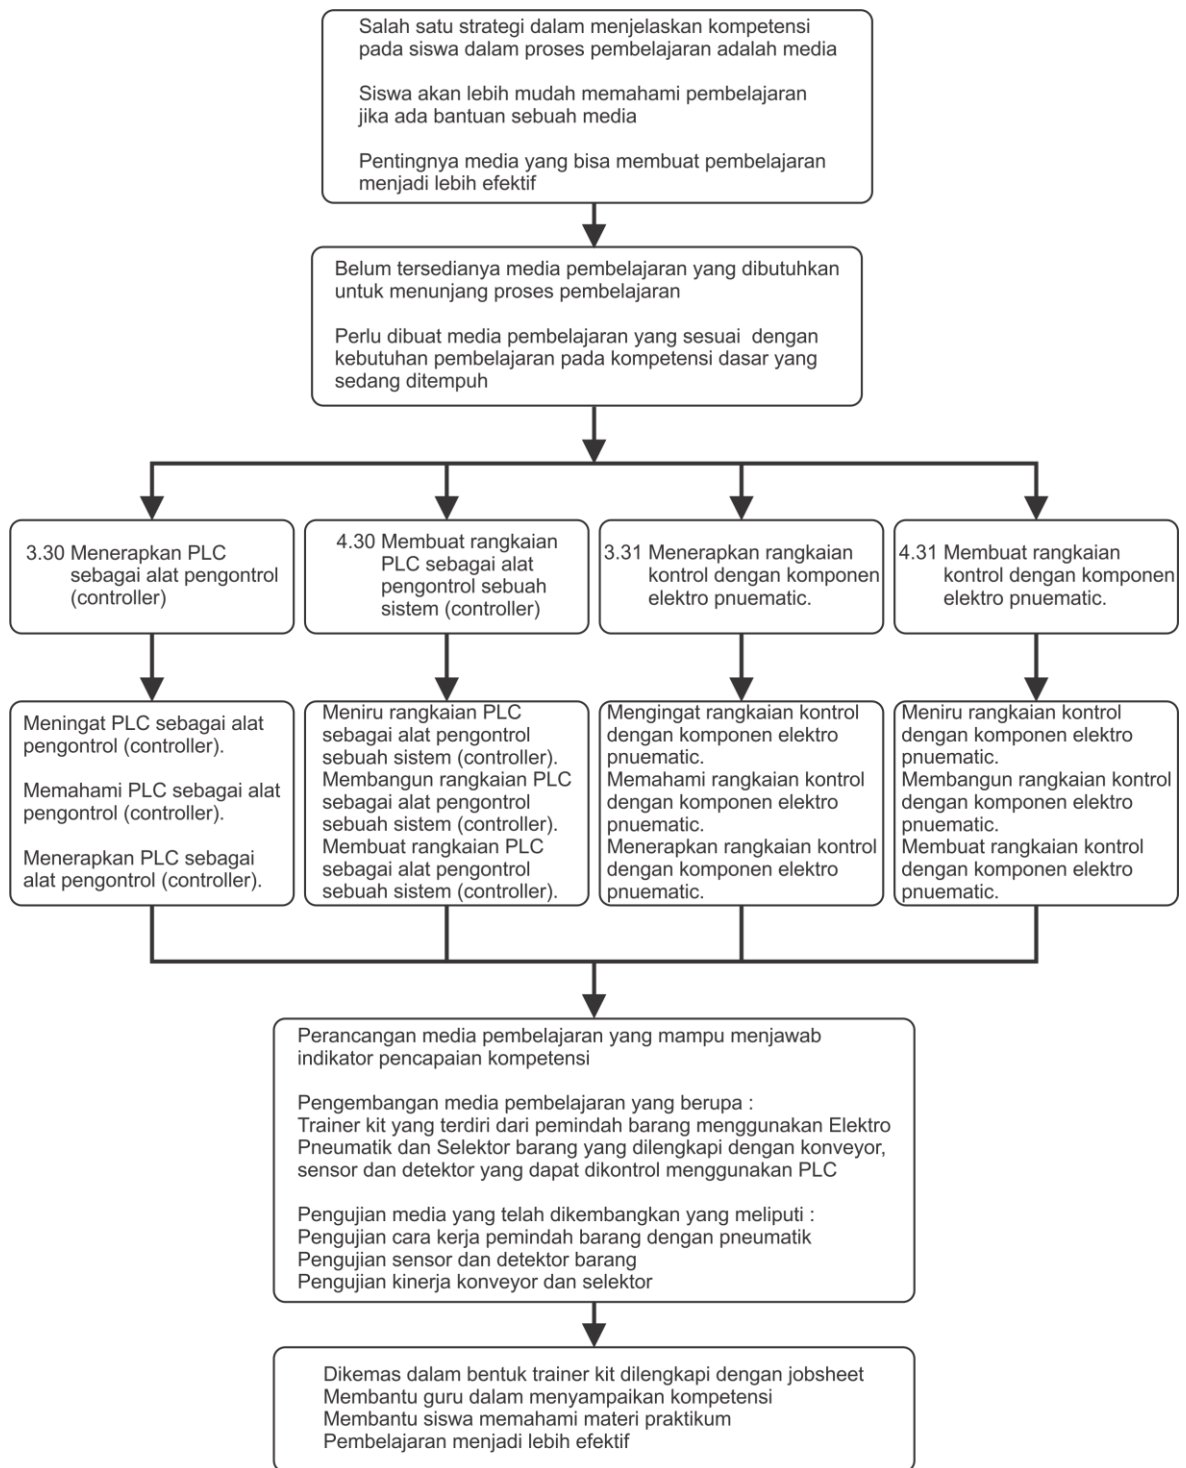 Salah satu strategi dalam menjelaskan kompetensi
pada siswa dalam proses pembelajaran adalah media
Siswa akan lebih mudah memahami pembelajaran
jika ada bantuan sebuah media
Pentingnya media yang bisa membuat pembelajaran
menjadi lebih efektif
Belum tersedianya media pembelajaran yang dibutuhkan
untuk menunjang proses pembelajaran
Perlu dibuat media pembelajaran yang sesuai dengan
kebutuhan pembelajaran pada kompetensi dasar yang
sedang ditempuh
3.30 Menerapkan PLC
sebagai alat pengontrol
(controller)
4.30 Membuat rangkaian
PLC sebagai alat
pengontrol sebuah
sistem (controller)
3.31 Menerapkan rangkaian
kontrol dengan komponen
elektro pnuematic.
4.31 Membuat rangkaian
kontrol dengan komponen
elektro pnuematic.
Meningat PLC sebagai alat
pengontrol (controller).
Memahami PLC sebagai alat
pengontrol (controller).
Menerapkan PLC sebagai
alat pengontrol (controller).
Meniru rangkaian PLC
sebagai alat pengontrol
sebuah sistem (controller).
Membangun rangkaian PLC
sebagai alat pengontrol
sebuah sistem (controller).
Membuat rangkaian PLC
sebagai alat pengontrol
sebuah sistem (controller).
Mengingat rangkaian kontrol
dengan komponen elektro
pnuematic.
Memahami rangkaian kontrol
dengan komponen elektro
pnuematic.
Menerapkan rangkaian kontrol
dengan komponen elektro
pnuematic.
Meniru rangkaian kontrol
dengan komponen elektro
pnuematic.
Membangun rangkaian kontrol
dengan komponen elektro
pnuematic.
Membuat rangkaian kontrol
dengan komponen elektro
pnuematic.
Perancangan media pembelajaran yang mampu menjawab
indikator pencapaian kompetensi
Pengembangan media pembelajaran yang berupa :
Trainer kit yang terdiri dari pemindah barang menggunakan Elektro
Pneumatik dan Selektor barang yang dilengkapi dengan konveyor,
sensor dan detektor yang dapat dikontrol menggunakan PLC
Pengujian media yang telah dikembangkan yang meliputi :
Pengujian cara kerja pemindah barang dengan pneumatik
Pengujian sensor dan detektor barang
Pengujian kinerja konveyor dan selektor
Dikemas dalam bentuk trainer kit dilengkapi dengan jobsheet
Membantu guru dalam menyampaikan kompetensi
Membantu siswa memahami materi praktikum
Pembelajaran menjadi lebih efektif